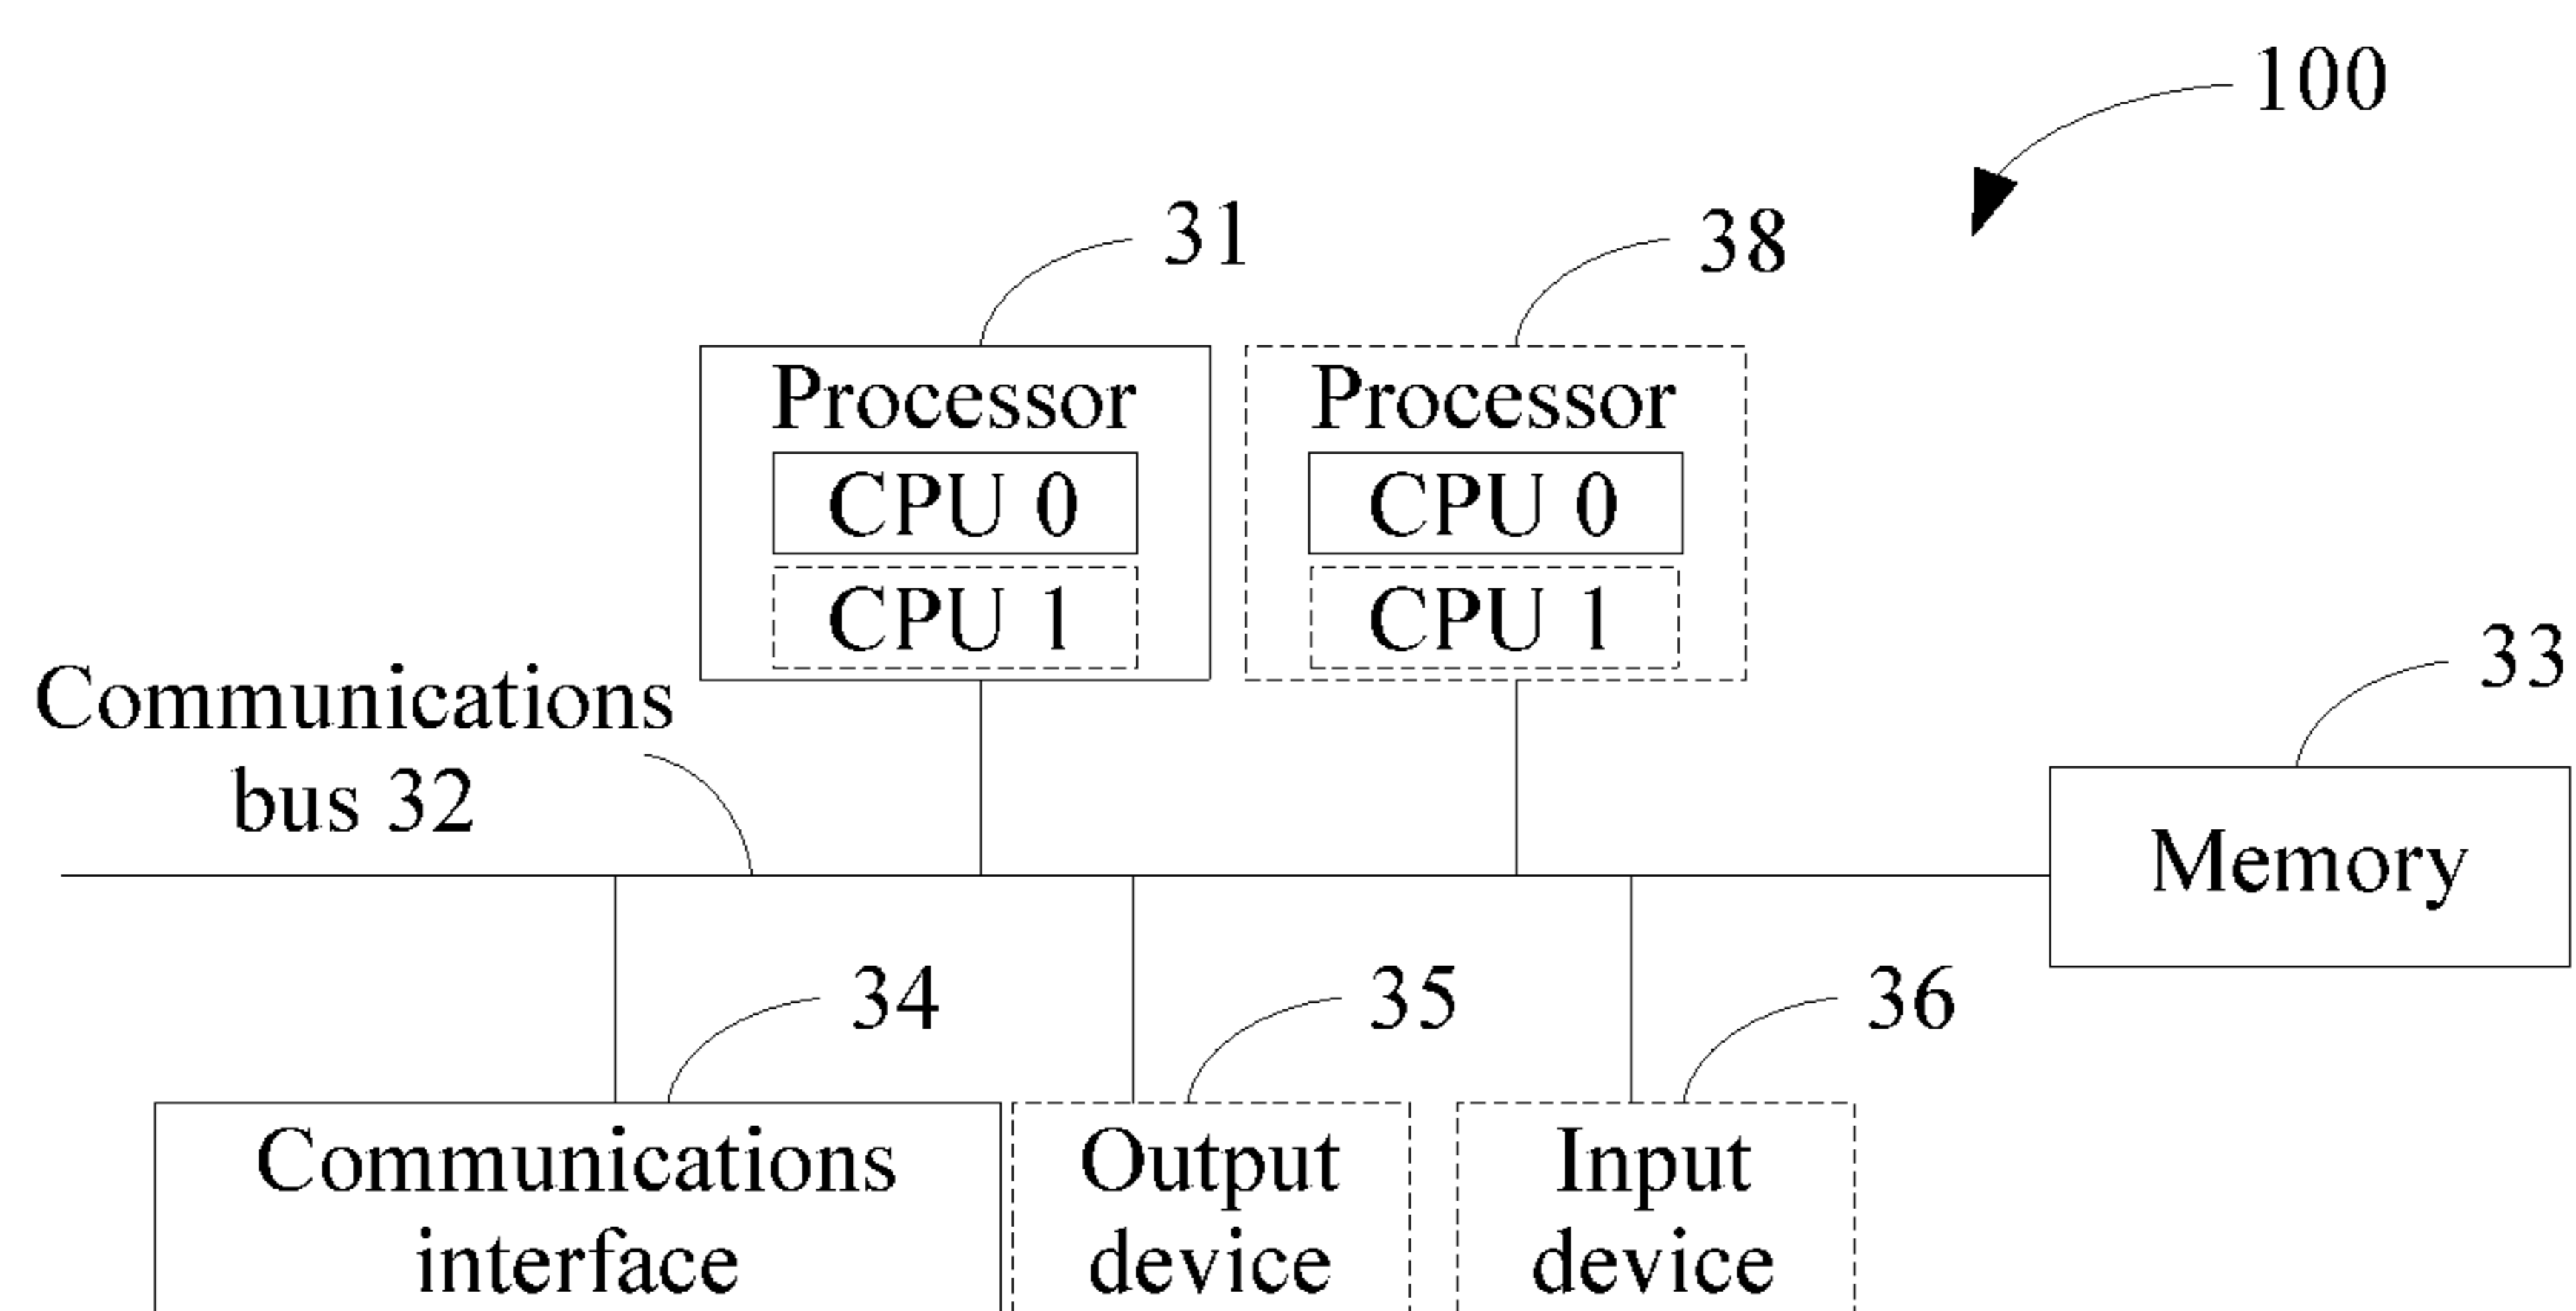 100
31
38
Processor
CPU 0
CPU 1
Processor
CPU 0
CPU 1
33
Communications
bus 32
Memory
34
35
36
Communications
interface
Output
device
Input
device